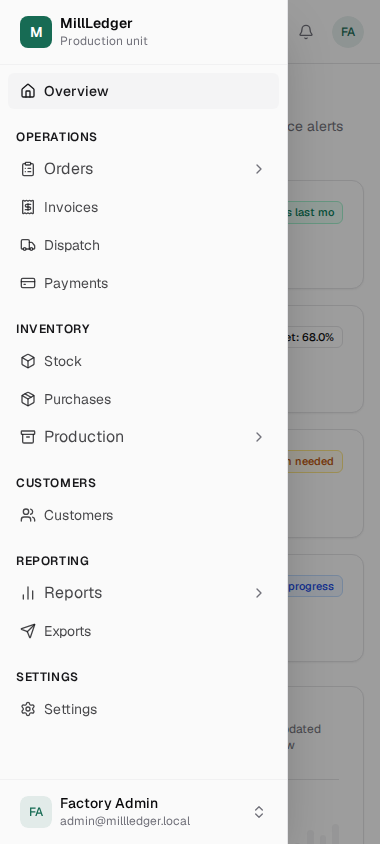 M
MillLedger
Production unit
FA
Overview
ce alerts
OPERATIONS
Orders
Invoices
s last mo
Dispatch
Payments
INVENTORY
et: 68.0%
Stock
Purchases
Production
n needed
CUSTOMERS
Customers
REPORTING
Reports
progress
Exports
SETTINGS
Settings
dated
w
FA
Factory Admin
admin@millledger.local